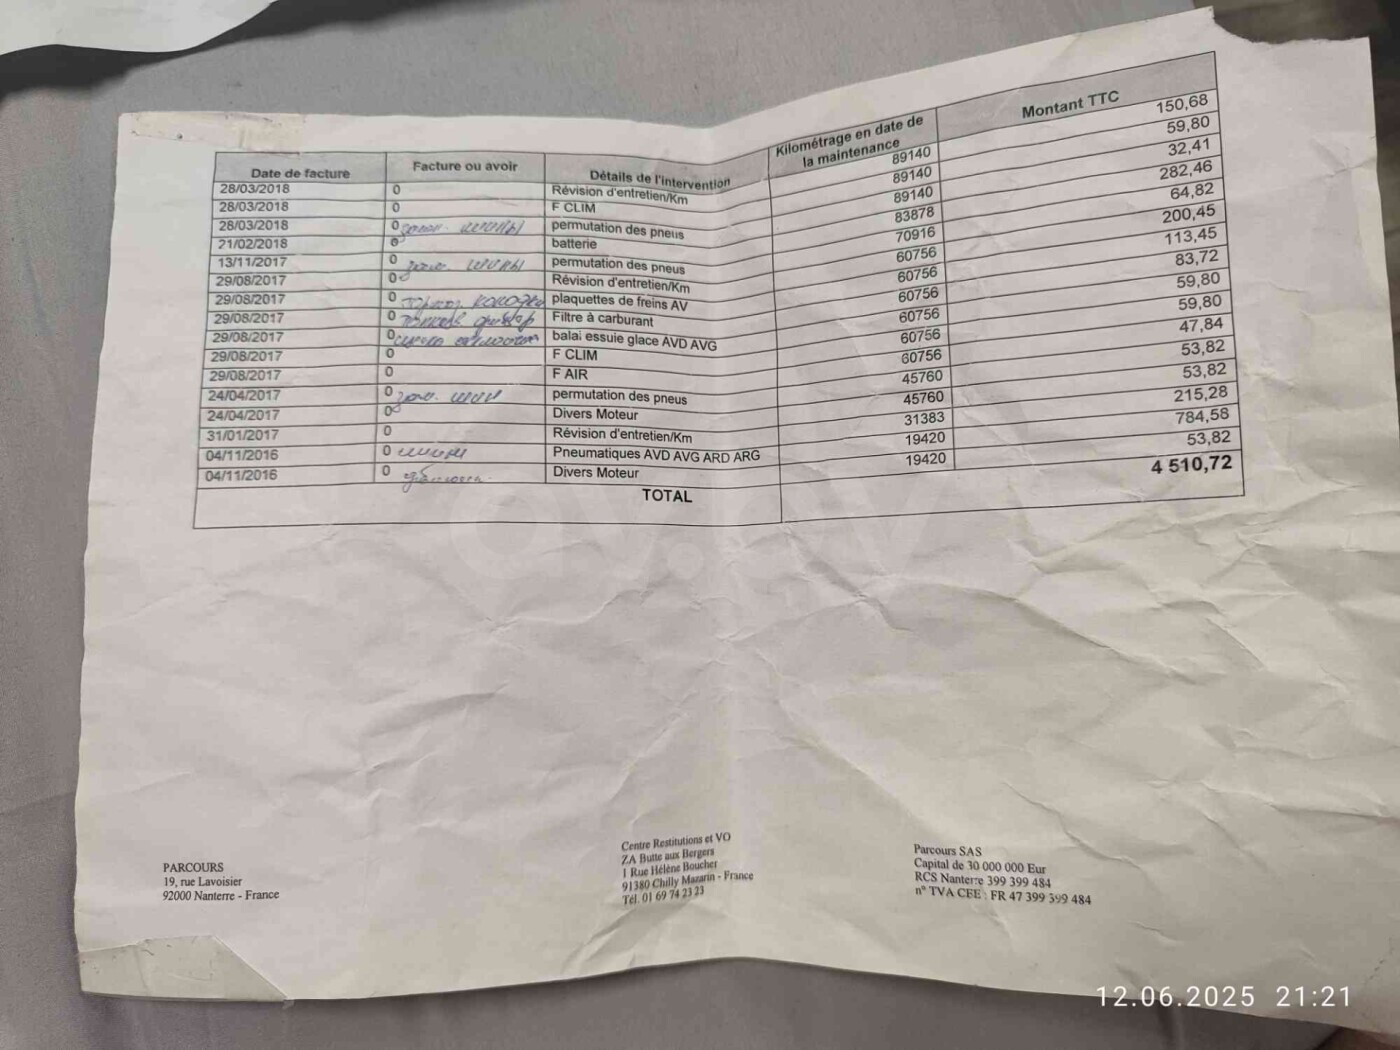 Date de facture Facture ou avoir Détails de l'intervention Kilométrage en date de la maintenance Montant TTC
28/03/2018 0 Révision d'entretien/Km 89140 150,68
28/03/2018 0 F CLIM 89140 59,80
28/03/2018 0 permutation des pneus 89140 32,41
21/02/2018 0 batterie 83878 282,46
13/11/2017 0 permutation des pneus 70916 64,82
29/08/2017 0 Révision d'entretien/Km 60756 200,45
29/08/2017 0 plaquettes de freins AV 60756 113,45
29/08/2017 0 Filtre à carburant 60756 83,72
29/08/2017 0 balai essuie glace AVD AVG 60756 59,80
29/08/2017 0 F CLIM 60756 59,80
29/08/2017 0 F AIR 60756 47,84
24/04/2017 0 permutation des pneus 45760 53,82
24/04/2017 0 Divers Moteur 45760 53,82
31/01/2017 0 Révision d'entretien/Km 31383 215,28
04/11/2016 0 Pneumatiques AVD AVG ARD ARG 19420 784,58
04/11/2016 0 Divers Moteur 19420 53,82
TOTAL 4 510,72
PARCOURS
19, rue Lavoisier
92000 Nanterre - France
Centre Restitutions et VO
ZA Butte aux Bergers
1 Rue Hélène Boucher
91380 Chilly Mazarin - France
Tél. 01 69 74 23 23
Parcours SAS
Capital de 30 000 000 Eur
RCS Nanterre 399 399 484
n° TVA CEE : FR 47 399 399 484
12.06.2025 21:21